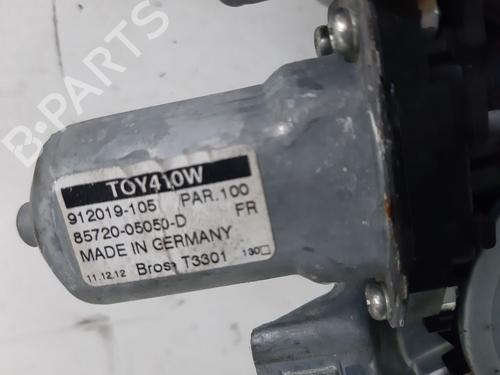 B-PARTS
TOY410W
912019-105 PAR.100
85720-05050-D FR
MADE IN GERMANY
11.12.12 Bros T3301 130□